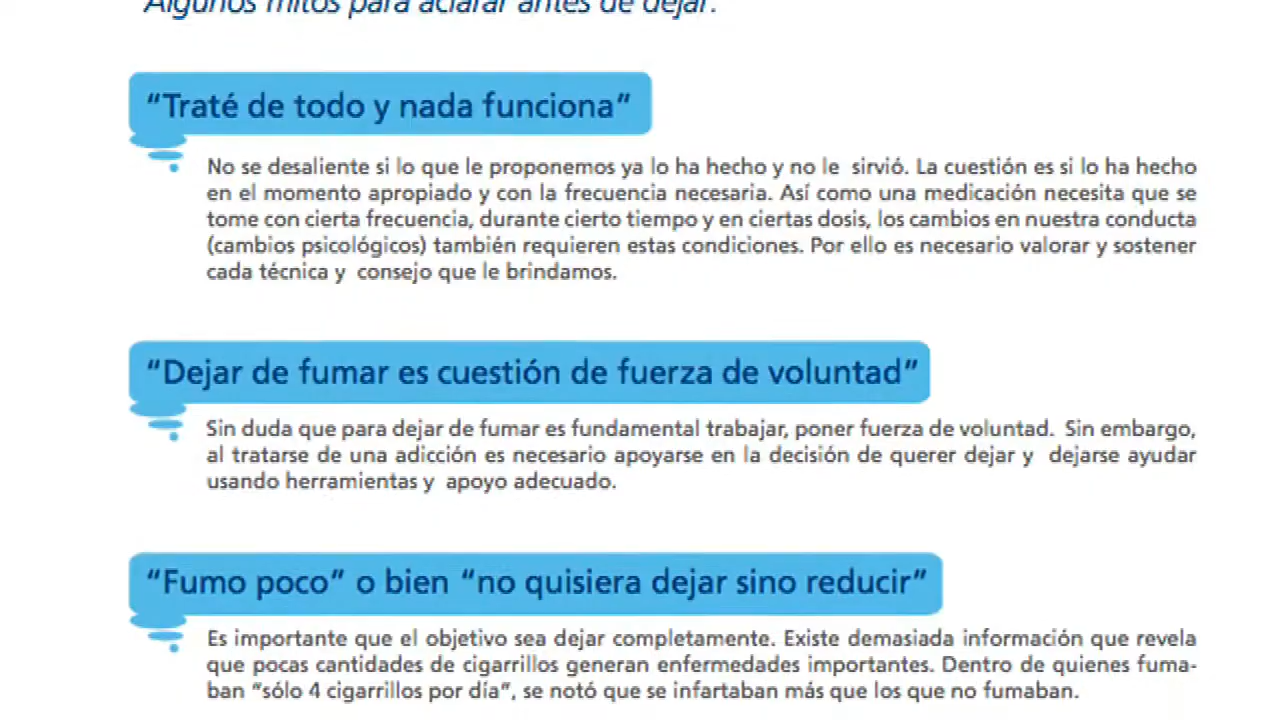 Algunos mitos para aclarar antes de dejar.
“Traté de todo y nada funciona”
No se desaliente si lo que le proponemos ya lo ha hecho y no le sirvió. La cuestión es si lo ha hecho
en el momento apropiado y con la frecuencia necesaria. Así como una medicación necesita que se
tome con cierta frecuencia, durante cierto tiempo y en ciertas dosis, los cambios en nuestra conducta
(cambios psicológicos) también requieren estas condiciones. Por ello es necesario valorar y sostener
cada técnica y consejo que le brindamos.
“Dejar de fumar es cuestión de fuerza de voluntad”
Sin duda que para dejar de fumar es fundamental trabajar, poner fuerza de voluntad. Sin embargo,
al tratarse de una adicción es necesario apoyarse en la decisión de querer dejar y dejarse ayudar
usando herramientas y apoyo adecuado.
“Fumo poco” o bien “no quisiera dejar sino reducir”
Es importante que el objetivo sea dejar completamente. Existe demasiada información que revela
que pocas cantidades de cigarrillos generan enfermedades importantes. Dentro de quienes fuma-
ban “sólo 4 cigarrillos por día”, se notó que se infartaban más que los que no fumaban.